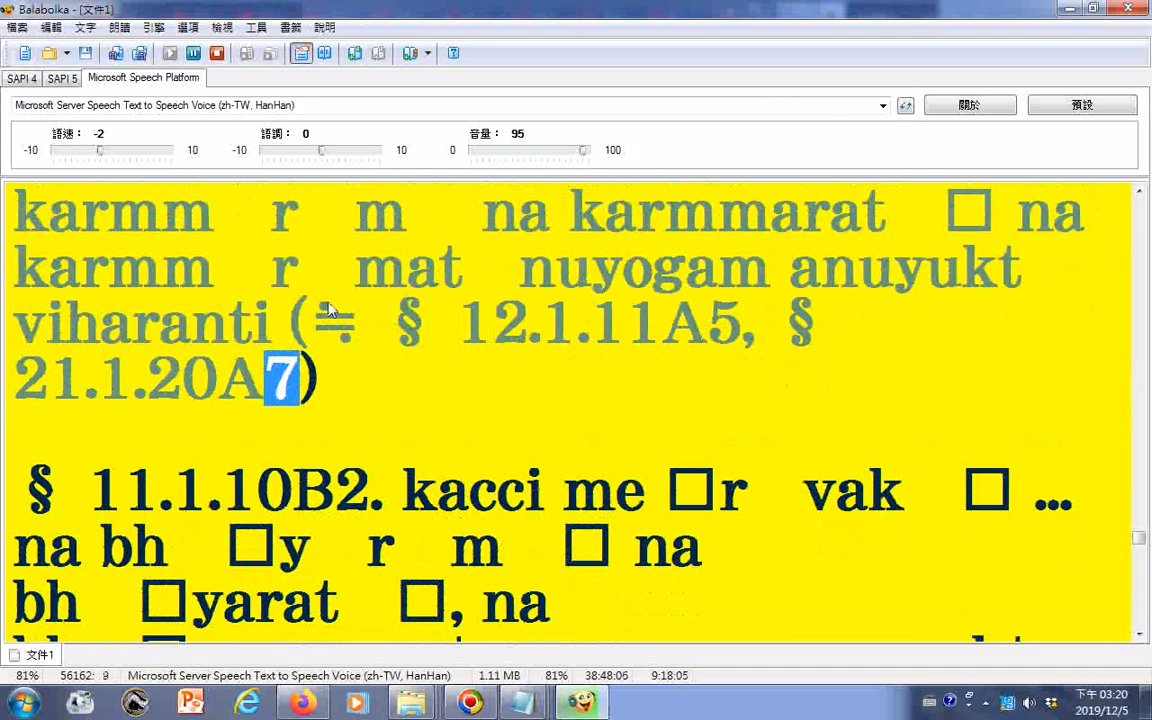 Balabolka - [文件1]
檔案 編輯 文字 朗讀 引擎 選項 檢視 工具 書籤 說明
SAPI 4 SAPI 5 Microsoft Speech Platform
Microsoft Server Speech Text to Speech Voice (zh-TW, HanHan) 關於 預設
語速： -2 語調： 0 音量： 95
-10 10 -10 10 0 100
karmm r m na karmmarat □ na
karmm r mat nuyogam anuyukt
viharanti (≒ § 12.1.11A5, §
21.1.20A7)
§ 11.1.10B2. kacci me □r vak □ ...
na bh □y r m □ na
bh □yarat □, na
文件1
81% 56162: 9 Microsoft Server Speech Text to Speech Voice (zh-TW, HanHan) 1.11 MB 81% 38:48:06 9:18:05
下午 03:20
2019/12/5